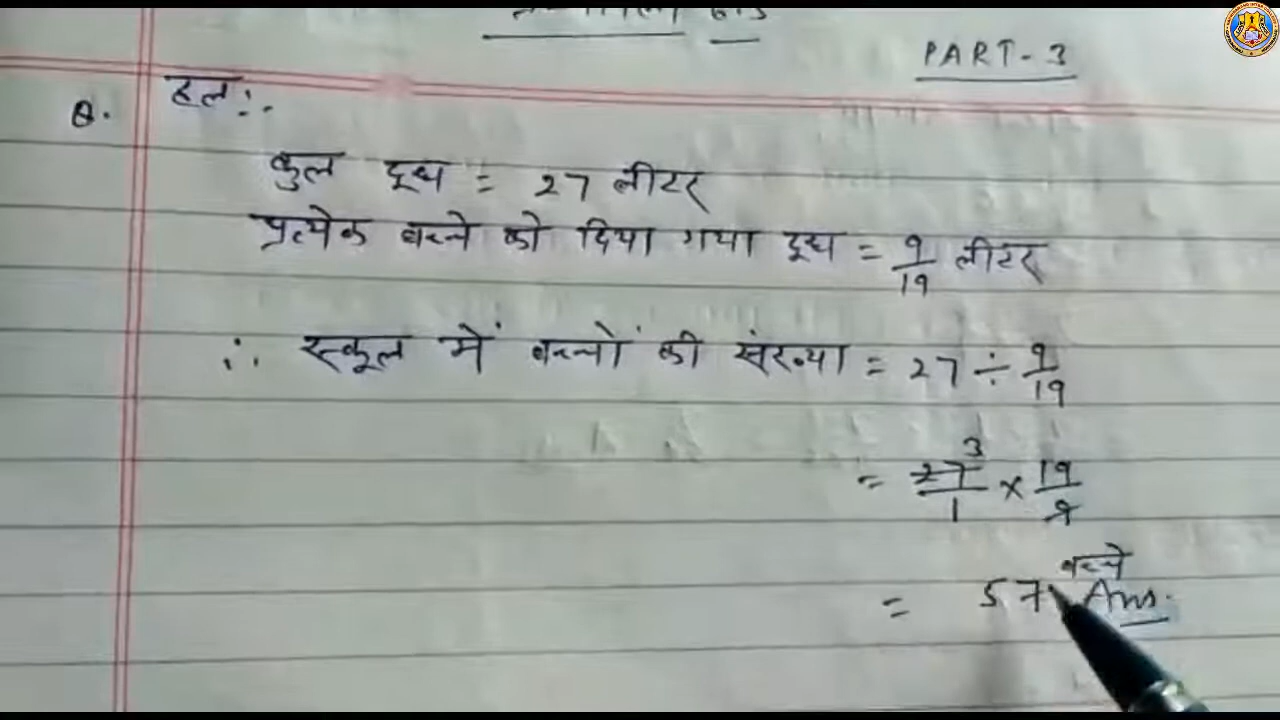 PART-3
Q. हल:-
कुल दूध = 27 लीटर
प्रत्येक बच्चे को दिया गया दूध = 9/19 लीटर
∴ स्कूल में बच्चों की संख्या = 27 ÷ 9/19
= 27/1 3 × 19/9
= 57 बच्चे Ans.